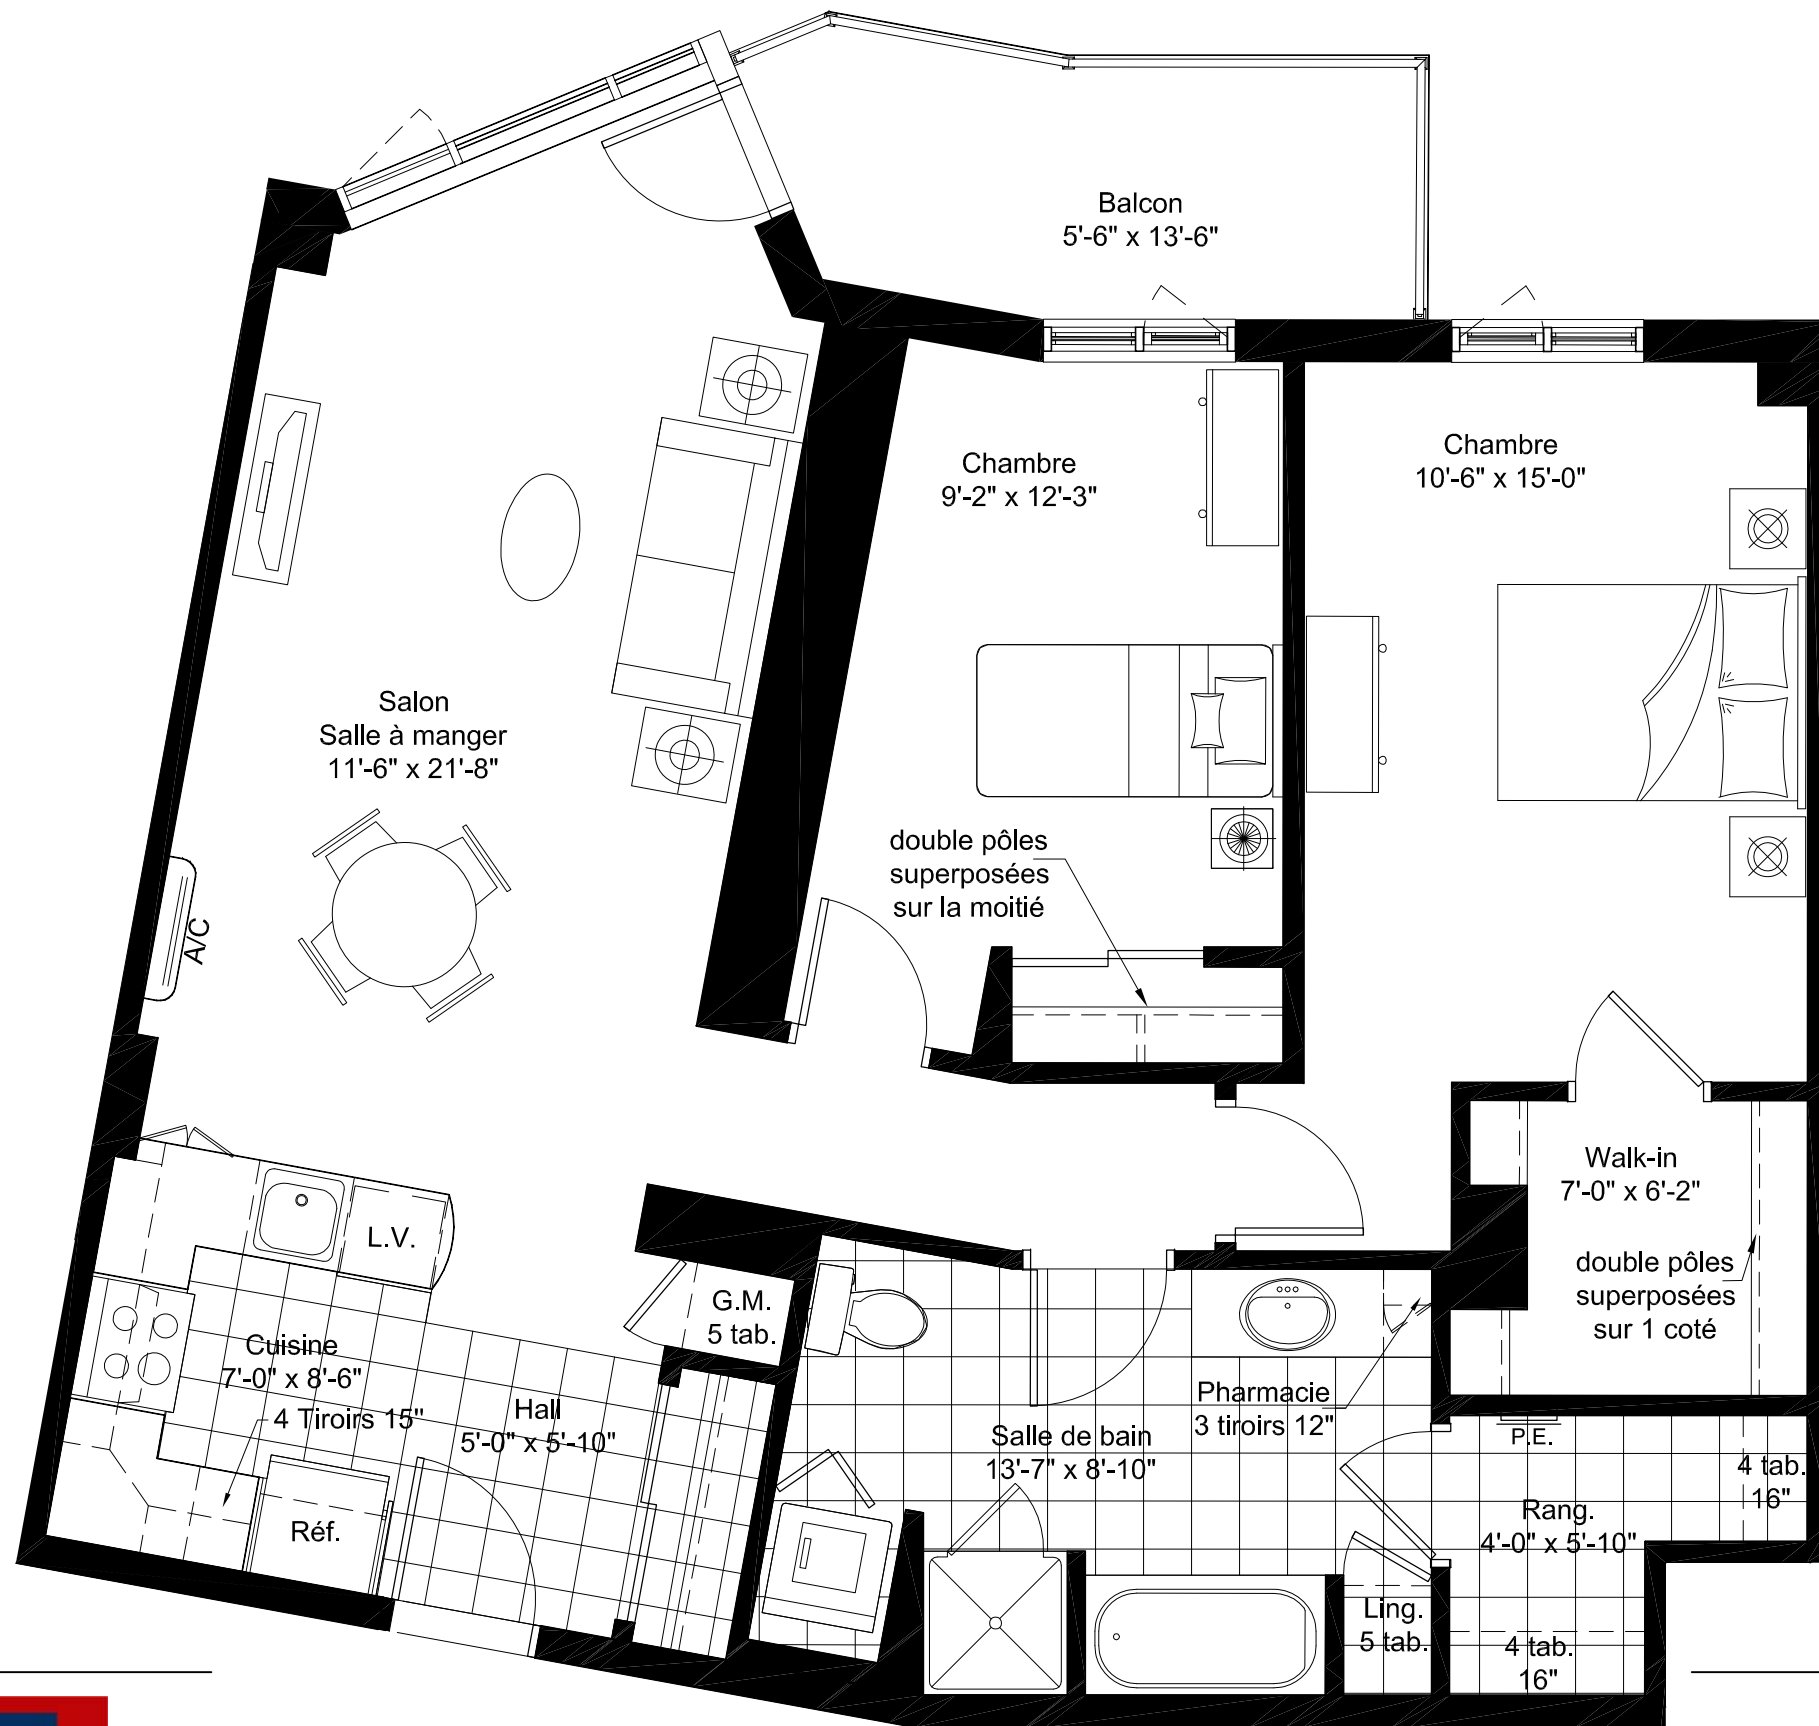 Balcon
5'-6" x 13'-6"
Chambre
9'-2" x 12'-3"
Chambre
10'-6" x 15'-0"
Salon
Salle à manger
11'-6" x 21'-8"
double pôles
superposées
sur la moitié
A/C
Walk-in
7'-0" x 6'-2"
double pôles
superposées
sur 1 coté
L.V.
G.M.
5 tab.
Cuisine
7'-0" x 8'-6"
4 Tiroirs 15"
Hall
5'-0" x 5'-10"
Réf.
Pharmacie
3 tiroirs 12"
Salle de bain
13'-7" x 8'-10"
P.E.
4 tab.
16"
Rang.
4'-0" x 5'-10"
Ling.
5 tab.
4 tab.
16"